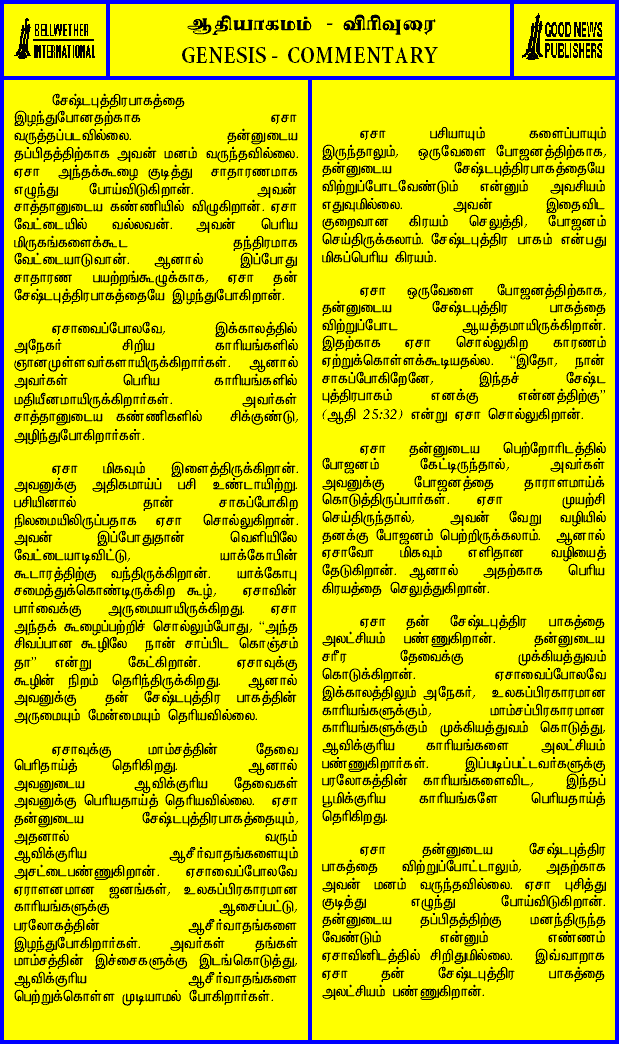 BELLWETHER
INTERNATIONAL
ஆதியாகமம் - விரிவுரை
GENESIS - COMMENTARY
GOOD NEWS
PUBLISHERS
சேஷ்டபுத்திரபாகத்தை
இழந்துபோனதற்காக ஏசா
வருத்தப்படவில்லை. தன்னுடைய
தப்பிதத்திற்காக அவன் மனம் வருந்தவில்லை.
ஏசா அந்தக்கூழை குடித்து சாதாரணமாக
எழுந்து போய்விடுகிறான். அவன்
சாத்தானுடைய கண்ணியில் விழுகிறான். ஏசா
வேட்டையில் வல்லவன். அவன் பெரிய
மிருகங்களைக்கூட தந்திரமாக
வேட்டையாடுவான். ஆனால் இப்போது
சாதாரண பயற்றங்கூழுக்காக, ஏசா தன்
சேஷ்டபுத்திரபாகத்தையே இழந்துபோகிறான்.
ஏசாவைப்போலவே, இக்காலத்தில்
அநேகர் சிறிய காரியங்களில்
ஞானமுள்ளவர்களாயிருக்கிறார்கள். ஆனால்
அவர்கள் பெரிய காரியங்களில்
மதியீனமாயிருக்கிறார்கள். அவர்கள்
சாத்தானுடைய கண்ணிகளில் சிக்குண்டு,
அழிந்துபோகிறார்கள்.
ஏசா மிகவும் இளைத்திருக்கிறான்.
அவனுக்கு அதிகமாய்ப் பசி உண்டாயிற்று.
பசியினால் தான் சாகப்போகிற
நிலமையிலிருப்பதாக ஏசா சொல்லுகிறான்.
அவன் இப்போதுதான் வெளியிலே
வேட்டையாடிவிட்டு, யாக்கோபின்
கூடாரத்திற்கு வந்திருக்கிறான். யாக்கோபு
சமைத்துக்கொண்டிருக்கிற கூழ், ஏசாவின்
பார்வைக்கு அருமையாயிருக்கிறது. ஏசா
அந்தக் கூழைப்பற்றிச் சொல்லும்போது, “அந்த
சிவப்பான கூழிலே நான் சாப்பிட கொஞ்சம்
தா” என்று கேட்கிறான். ஏசாவுக்கு
கூழின் நிறம் தெரிந்திருக்கிறது. ஆனால்
அவனுக்கு தன் சேஷ்டபுத்திர பாகத்தின்
அருமையும் மேன்மையும் தெரியவில்லை.
ஏசாவுக்கு மாம்சத்தின் தேவை
பெரிதாய்த் தெரிகிறது. ஆனால்
அவனுடைய ஆவிக்குரிய தேவைகள்
அவனுக்கு பெரியதாய்த் தெரியவில்லை. ஏசா
தன்னுடைய சேஷ்டபுத்திரபாகத்தையும்,
அதனால் வரும்
ஆவிக்குரிய ஆசீர்வாதங்களையும்
அசட்டைபண்ணுகிறான். ஏசாவைப்போலவே
ஏராளனமான ஜனங்கள், உலகப்பிரகாரமான
காரியங்களுக்கு ஆசைப்பட்டு,
பரலோகத்தின் ஆசீர்வாதங்களை
இழந்துபோகிறார்கள். அவர்கள் தங்கள்
மாம்சத்தின் இச்சைகளுக்கு இடங்கொடுத்து,
ஆவிக்குரிய ஆசீர்வாதங்களை
பெற்றுக்கொள்ள முடியாமல் போகிறார்கள்.
ஏசா பசியாயும் களைப்பாயும்
இருந்தாலும், ஒருவேளை போஜனத்திற்காக,
தன்னுடைய சேஷ்டபுத்திரபாகத்தையே
விற்றுப்போடவேண்டும் என்னும் அவசியம்
எதுவுமில்லை. அவன் இதைவிட
குறைவான கிரயம் செலுத்தி, போஜனம்
செய்திருக்கலாம். சேஷ்டபுத்திர பாகம் என்பது
மிகப்பெரிய கிரயம்.
ஏசா ஒருவேளை போஜனத்திற்காக,
தன்னுடைய சேஷ்டபுத்திர பாகத்தை
விற்றுப்போட ஆயத்தமாயிருக்கிறான்.
இதற்காக ஏசா சொல்லுகிற காரணம்
ஏற்றுக்கொள்ளக்கூடியதல்ல. “இதோ, நான்
சாகப்போகிறேனே, இந்தச் சேஷ்ட
புத்திரபாகம் எனக்கு என்னத்திற்கு”
(ஆதி 25:32) என்று ஏசா சொல்லுகிறான்.
ஏசா தன்னுடைய பெற்றோரிடத்தில்
போஜனம் கேட்டிருந்தால், அவர்கள்
அவனுக்கு போஜனத்தை தாராளமாய்க்
கொடுத்திருப்பார்கள். ஏசா முயற்சி
செய்திருந்தால், அவன் வேறு வழியில்
தனக்கு போஜனம் பெற்றிருக்கலாம். ஆனால்
ஏசாவோ மிகவும் எளிதான வழியைத்
தேடுகிறான். ஆனால் அதற்காக பெரிய
கிரயத்தை செலுத்துகிறான்.
ஏசா தன் சேஷ்டபுத்திர பாகத்தை
அலட்சியம் பண்ணுகிறான். தன்னுடைய
சரீர தேவைக்கு முக்கியத்துவம்
கொடுக்கிறான். ஏசாவைப்போலவே
இக்காலத்திலும் அநேகர், உலகப்பிரகாரமான
காரியங்களுக்கும், மாம்சப்பிரகாரமான
காரியங்களுக்கும் முக்கியத்துவம் கொடுத்து,
ஆவிக்குரிய காரியங்களை அலட்சியம்
பண்ணுகிறார்கள். இப்படிப்பட்டவர்களுக்கு
பரலோகத்தின் காரியங்களைவிட, இந்தப்
பூமிக்குரிய காரியங்களே பெரியதாய்த்
தெரிகிறது.
ஏசா தன்னுடைய சேஷ்டபுத்திர
பாகத்தை விற்றுப்போட்டாலும், அதற்காக
அவன் மனம் வருந்தவில்லை. ஏசா புசித்து
குடித்து எழுந்து போய்விடுகிறான்.
தன்னுடைய தப்பிதத்திற்கு மனந்திருந்த
வேண்டும் என்னும் எண்ணம்
ஏசாவினிடத்தில் சிறிதுமில்லை. இவ்வாறாக
ஏசா தன் சேஷ்டபுத்திர பாகத்தை
அலட்சியம் பண்ணுகிறான்.